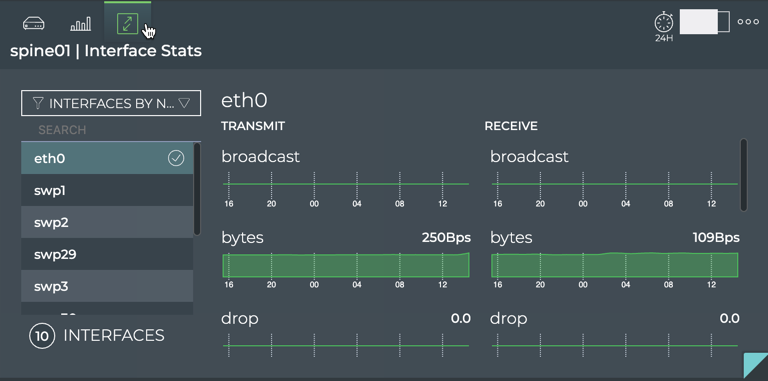 24H
spine01 | Interface Stats
INTERFACES BY N...
SEARCH
eth0
swp1
swp2
swp29
swp3
10 INTERFACES
eth0
TRANSMIT
RECEIVE
broadcast
16 20 00 04 08 12
broadcast
16 20 00 04 08 12
bytes 250Bps
16 20 00 04 08 12
bytes 109Bps
16 20 00 04 08 12
drop 0.0
drop 0.0